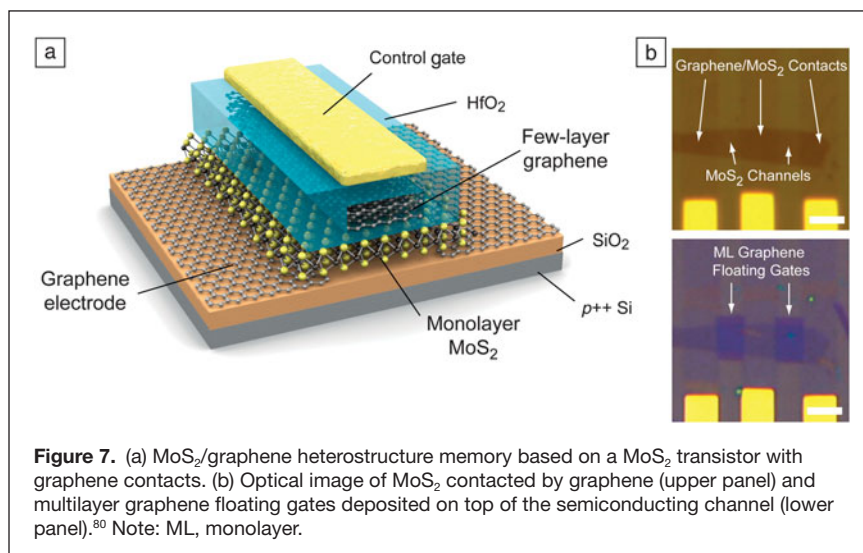 a
Control gate
HfO₂
Few-layer
graphene
SiO₂
p++ Si
Graphene
electrode
Monolayer
MoS₂
b
Graphene/MoS₂ Contacts
MoS₂ Channels
ML Graphene
Floating Gates
Figure 7. (a) MoS₂/graphene heterostructure memory based on a MoS₂ transistor with
graphene contacts. (b) Optical image of MoS₂ contacted by graphene (upper panel) and
multilayer graphene floating gates deposited on top of the semiconducting channel (lower
panel).⁸⁰ Note: ML, monolayer.